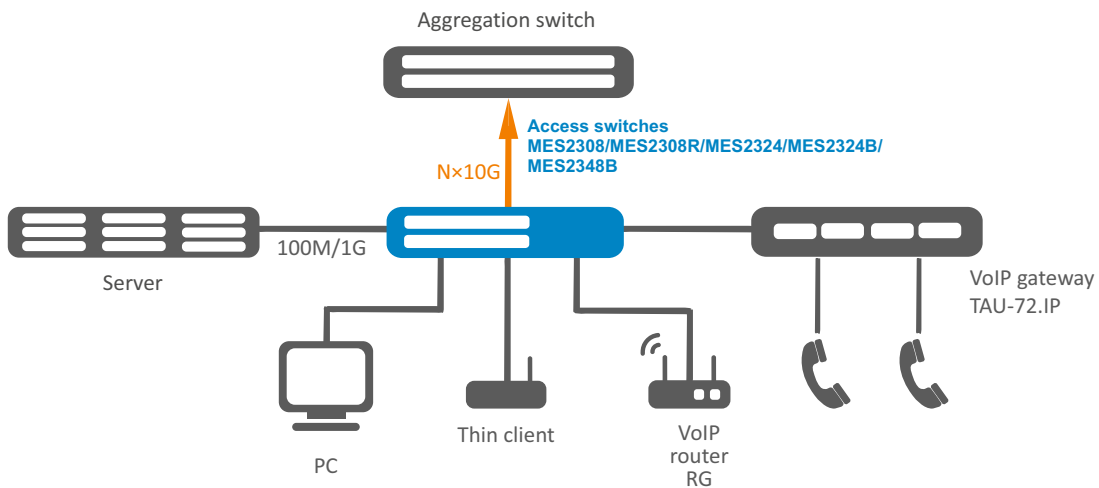 Aggregation switch
Access switches
MES2308/MES2308R/MES2324/MES2324B/
MES2348B
N×10G
100M/1G
Server
VoIP gateway
TAU-72.IP
PC
Thin client
VoIP
router
RG